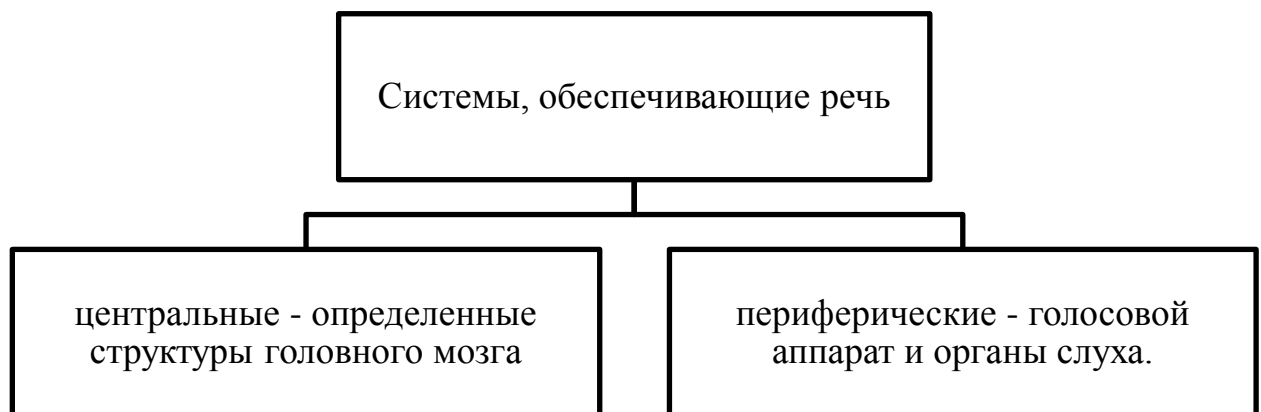 Системы, обеспечивающие речь
центральные - определенные
структуры головного мозга
периферические - голосовой
аппарат и органы слуха.